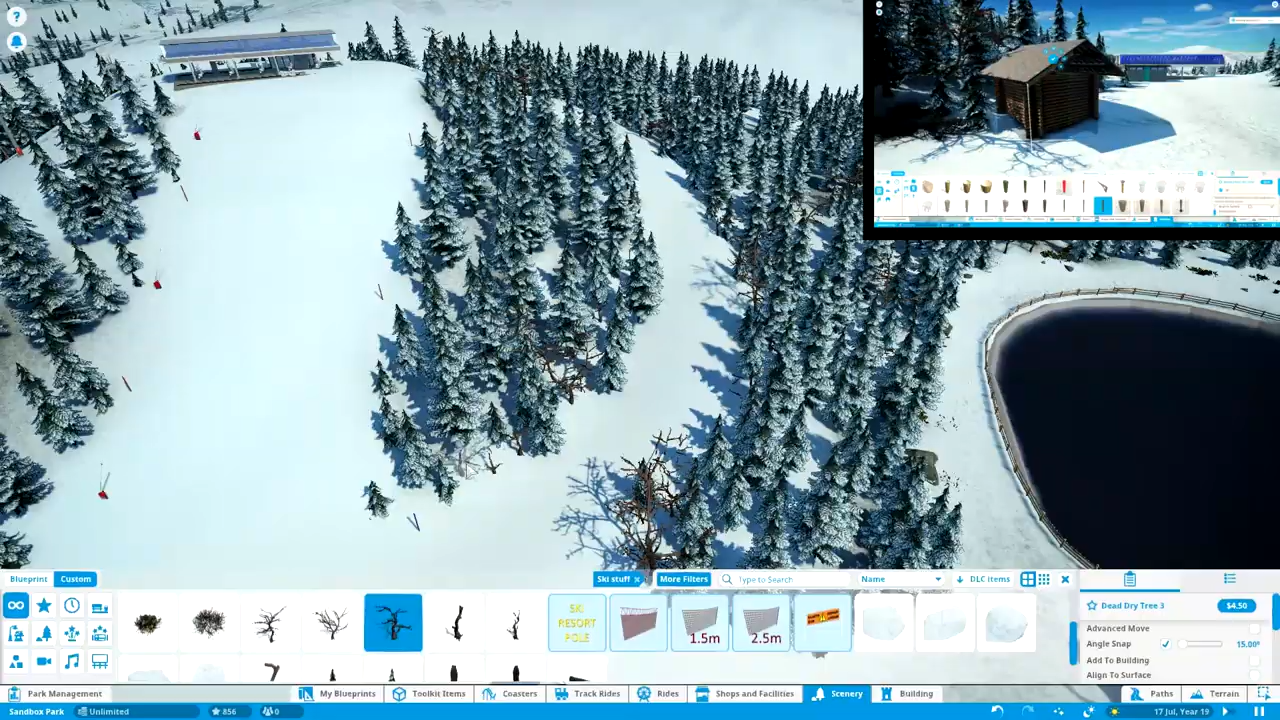 ?
Blueprint Custom Ski stuff x More Filters Type to Search Name DLC items
SKI
RESORT
POLE
1.5m
2.5m
Dead Dry Tree 3 $4.50
Advanced Move
Angle Snap 15.00°
Add To Building
Align To Surface
Park Management My Blueprints Toolkit Items Coasters Track Rides Rides Shops and Facilities Scenery Building Paths Terrain
Sandbox Park Unlimited 856 0 17 Jul, Year 19